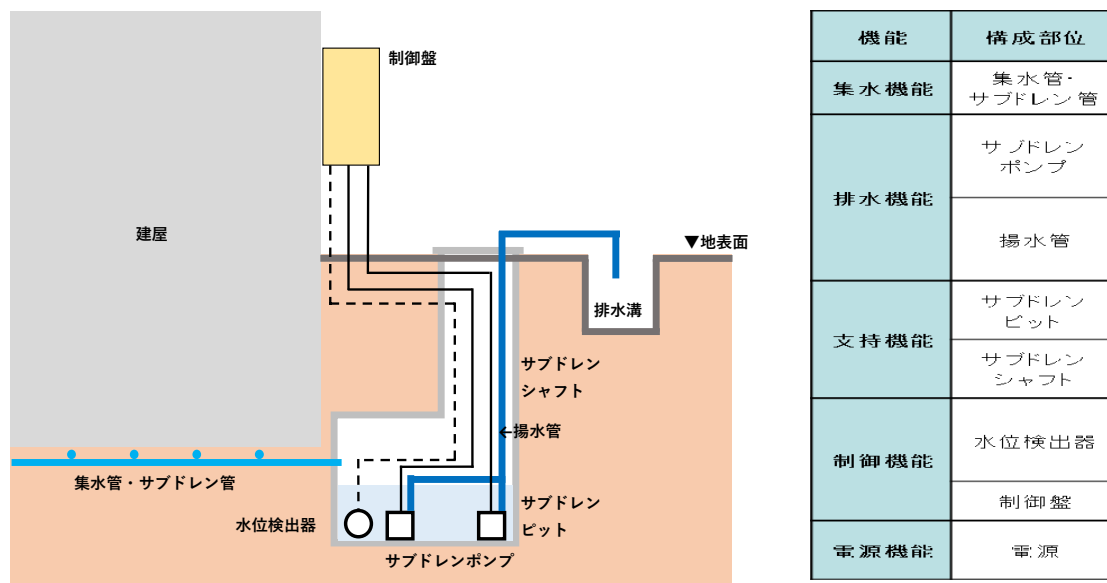 制御盤
建屋
▼地表面
排水溝
サブドレン
シャフト
←揚水管
集水管・サブドレン管
水位検出器
サブドレン
ピット
サブドレンポンプ
機能 構成部位
集水機能 集水管・
サブドレン管
排水機能 サブドレン
ポンプ
揚水管
支持機能 サブドレン
ピット
サブドレン
シャフト
制御機能 水位検出器
制御盤
電源機能 電源